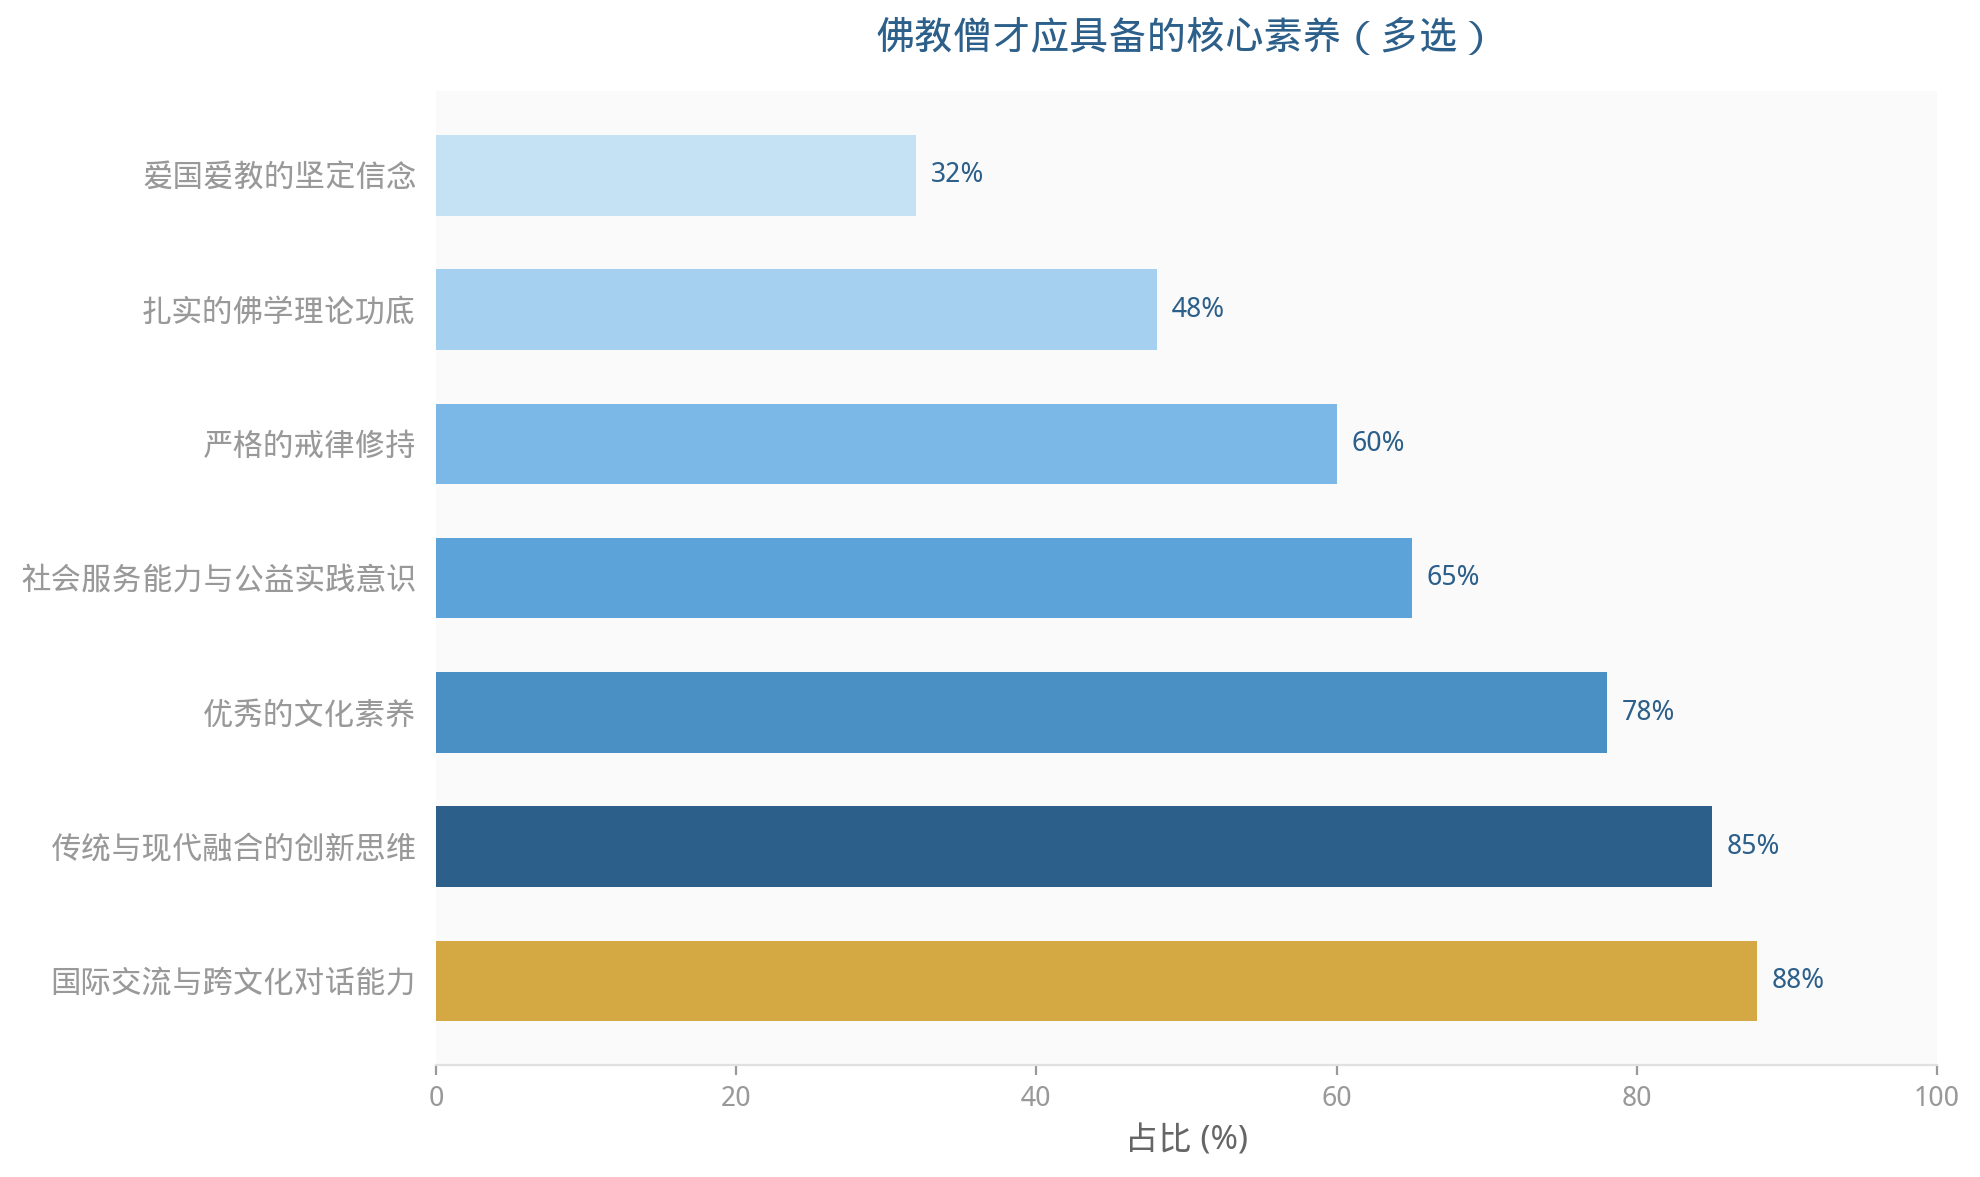 佛教僧才应具备的核心素养（多选）
爱国爱教的坚定信念
32%
扎实的佛学理论功底
48%
严格的戒律修持
60%
社会服务能力与公益实践意识
65%
优秀的文化素养
78%
传统与现代融合的创新思维
85%
国际交流与跨文化对话能力
88%
0 20 40 60 80 100
占比 (%)